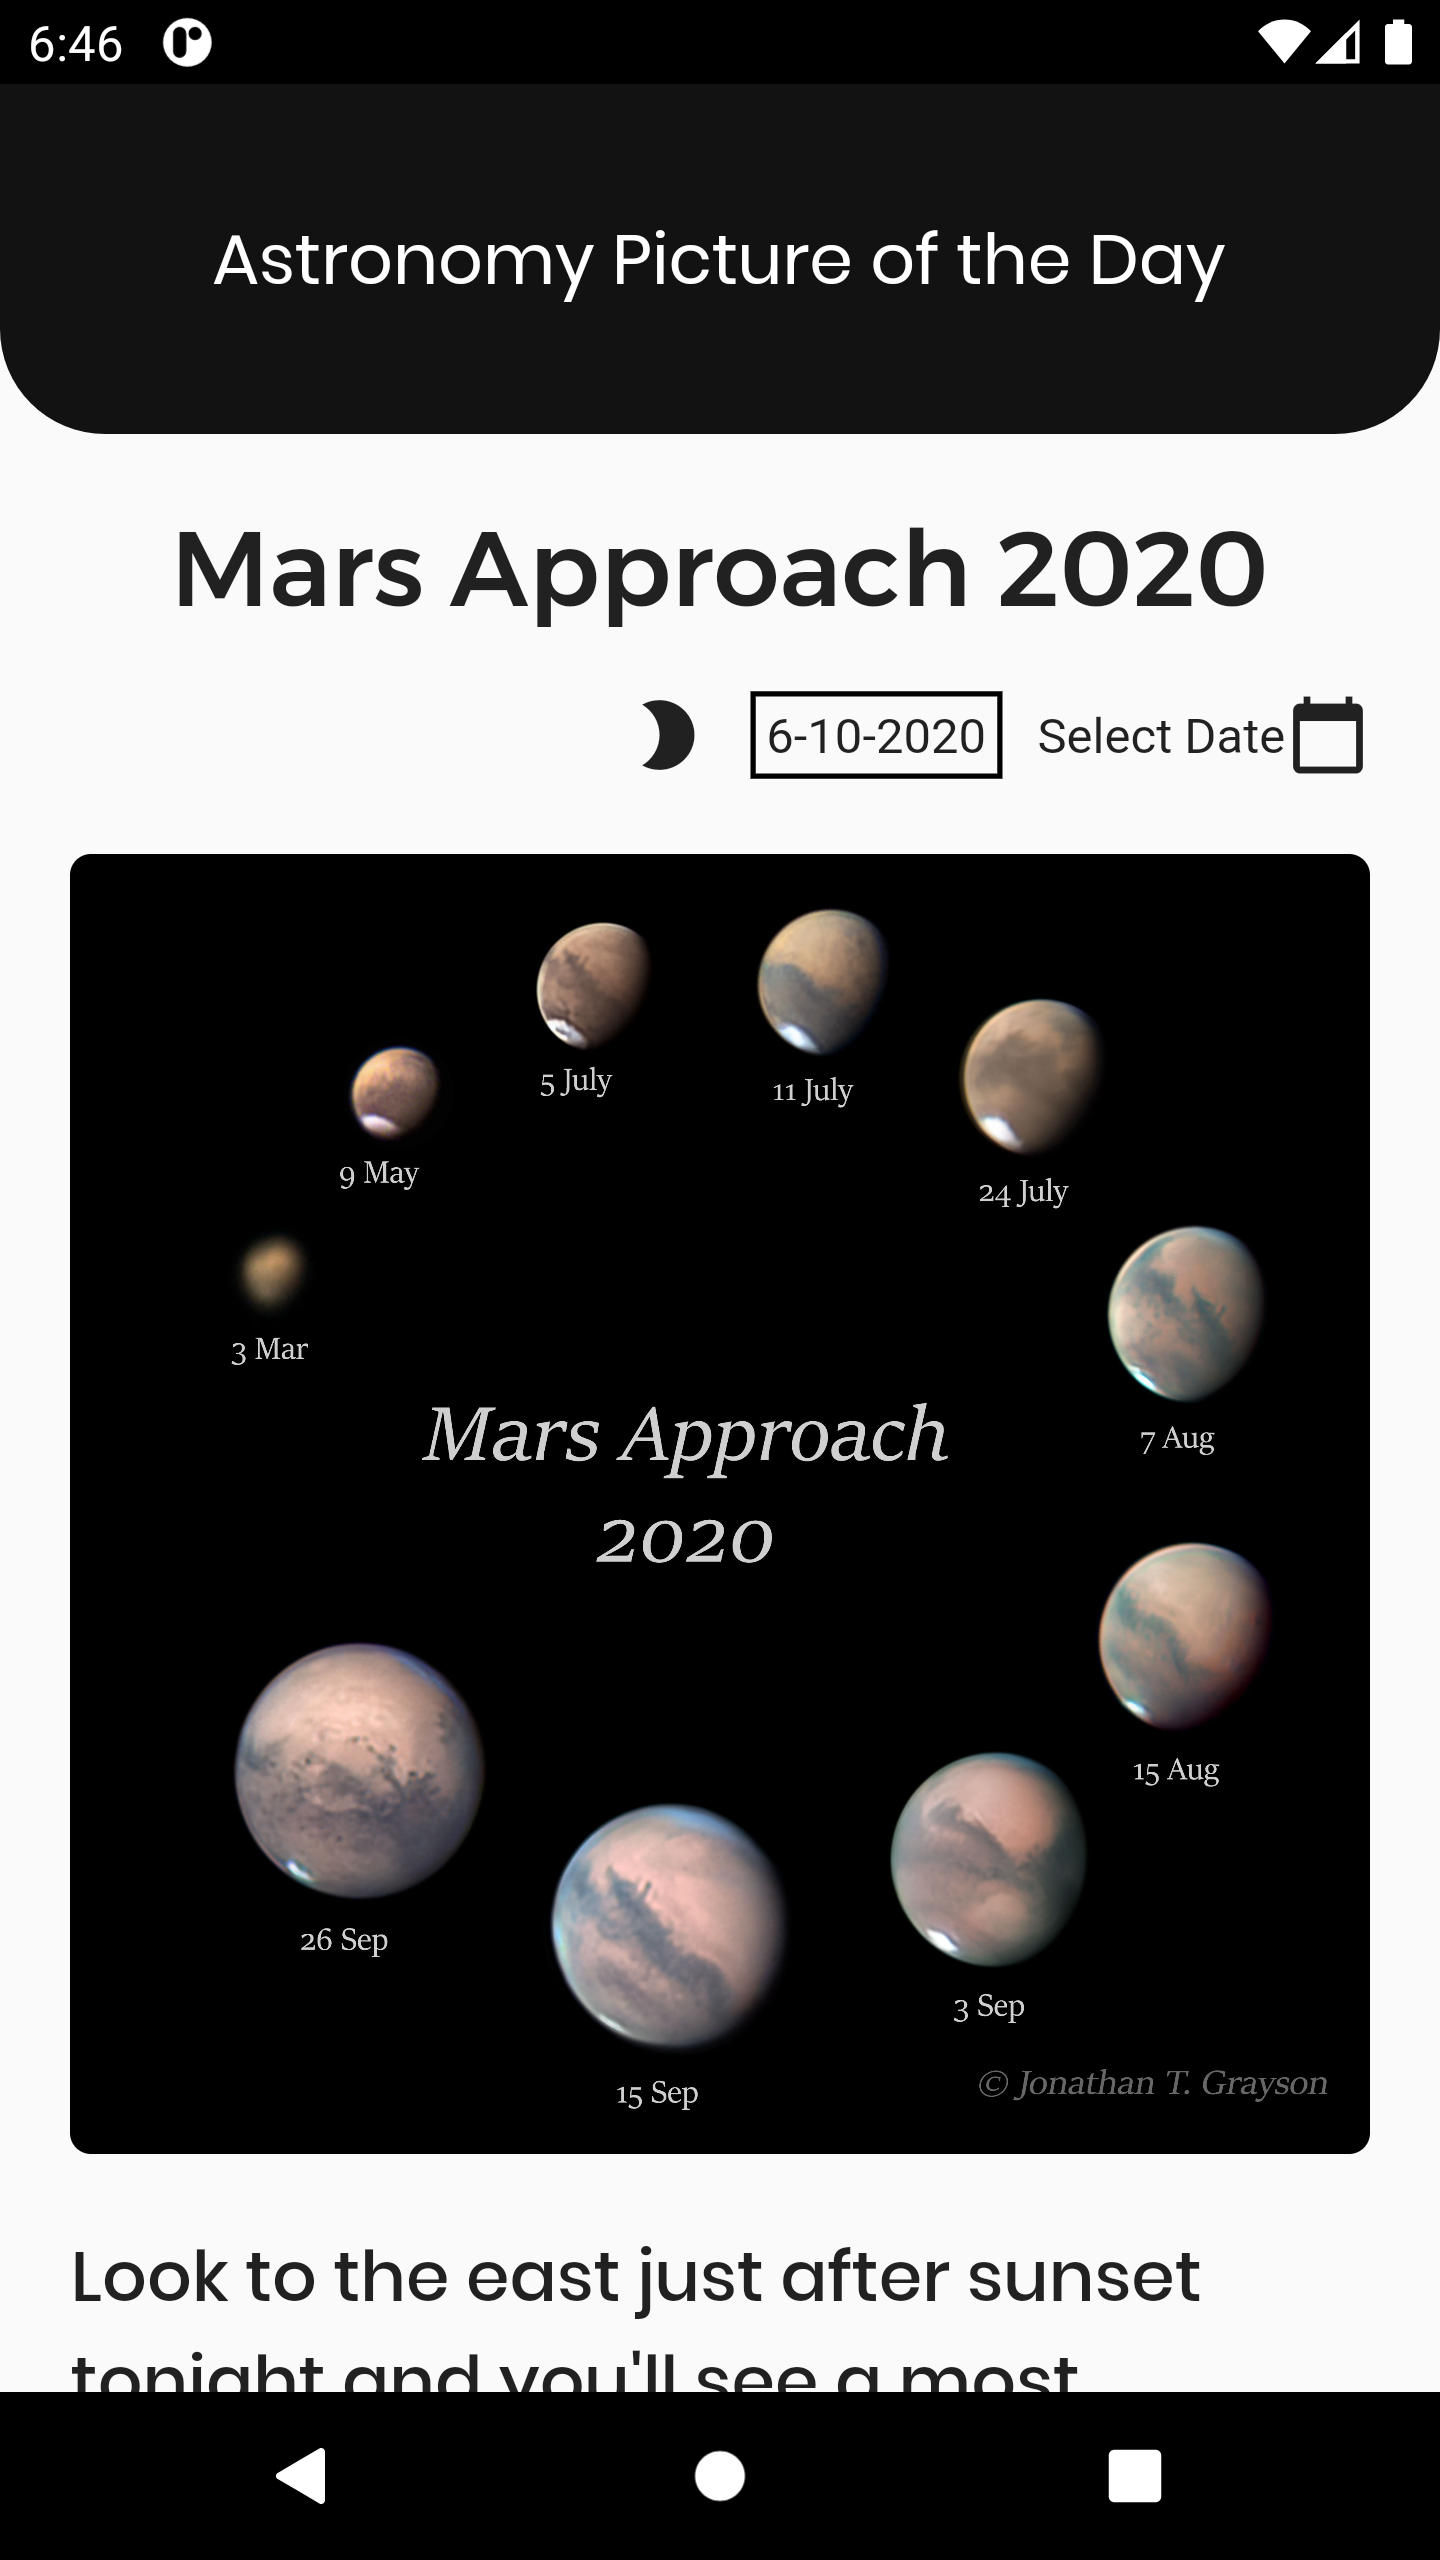 6:46
Astronomy Picture of the Day
Mars Approach 2020
6-10-2020 Select Date
5 July
11 July
9 May
24 July
3 Mar
7 Aug
Mars Approach
2020
15 Aug
26 Sep
3 Sep
15 Sep
© Jonathan T. Grayson
Look to the east just after sunset
tonight and you'll see a most